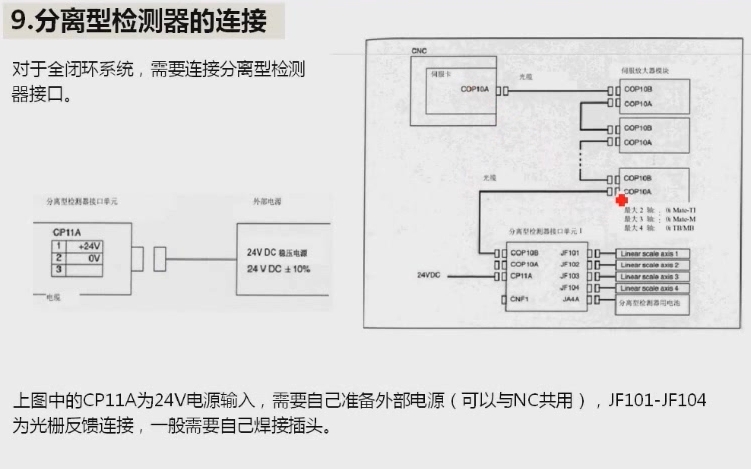 9.分离型检测器的连接
对于全闭环系统，需要连接分离型检测
器接口。
分离型检测器接口单元
外部电源
CP11A
1 +24V
2 0V
3
电缆
24V DC 稳压电源
24 V DC ±10%
CNC
伺服卡
COP10A
光缆
伺服放大器模块
COP10B
COP10A
COP10B
COP10A
COP10B
COP10A
光缆
最大 2 轴: 0i Mate-TI
最大 3 轴: 0i Mate-M
最大 4 轴: 0i TB/MB
分离型检测器接口单元 1
COP10B JF101 Linear scale axis 1
COP10A JF102 Linear scale axis 2
24VDC CP11A JF103 Linear scale axis 3
JF104 Linear scale axis 4
CNF1 JA4A 分离型检测器用电池
上图中的CP11A为24V电源输入，需要自己准备外部电源（可以与NC共用），JF101-JF104
为光栅反馈连接，一般需要自己焊接插头。